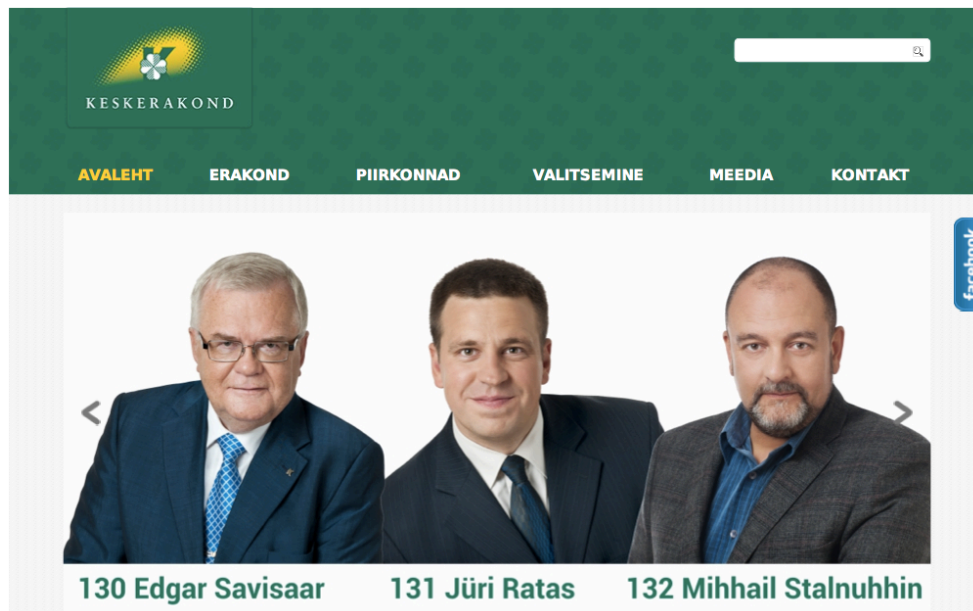 K
KESKERAKOND
AVALEHT ERAKOND PIIRKONNAD VALITSEMINE MEEDIA KONTAKT
facebook
130 Edgar Savisaar 131 Jüri Ratas 132 Mihhail Stalnuhhin